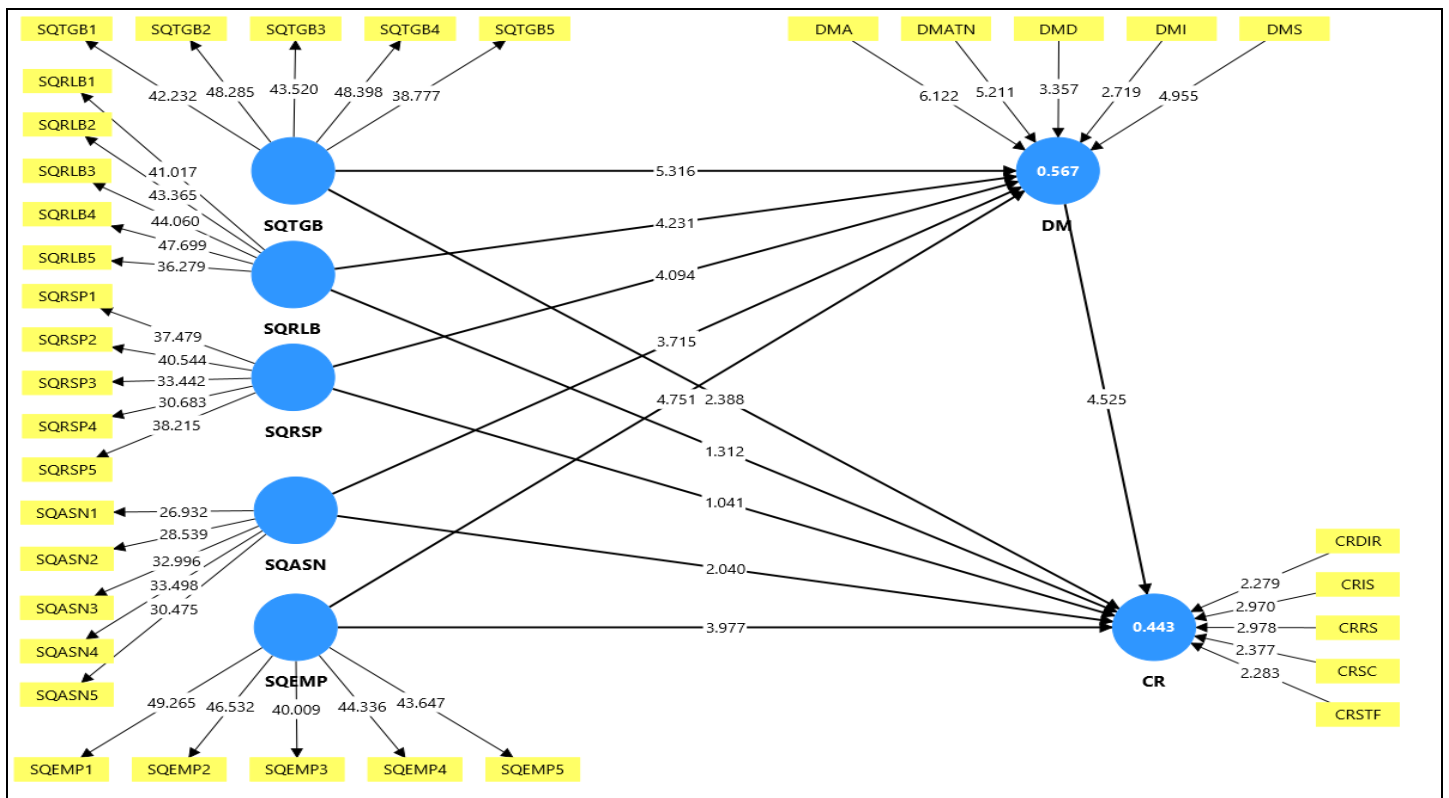 SQTGB1 SQTGB2 SQTGB3 SQTGB4 SQTGB5
DMA DMATN DMD DMI DMS
42.232 48.285 43.520 48.398 38.777
6.122 5.211 3.357 2.719 4.955
SQRLB1
SQRLB2
SQRLB3
SQRLB4
SQRLB5
41.017
43.365
44.060
47.699
36.279
SQTGB
SQRLB
5.316
4.231
4.094
3.715
4.751 2.388
0.567
DM
SQRSP1
SQRSP2
SQRSP3
SQRSP4
SQRSP5
37.479
40.544
33.442
30.683
38.215
SQRSP
1.312
1.041
4.525
SQASN1
SQASN2
SQASN3
SQASN4
SQASN5
26.932
28.539
32.996
33.498
30.475
SQASN
2.040
3.977
SQEMP
49.265 46.532 40.009 44.336 43.647
SQEMP1 SQEMP2 SQEMP3 SQEMP4 SQEMP5
0.443
CR
2.279
2.970
2.978
2.377
2.283
CRDIR
CRIS
CRRS
CRSC
CRSTF